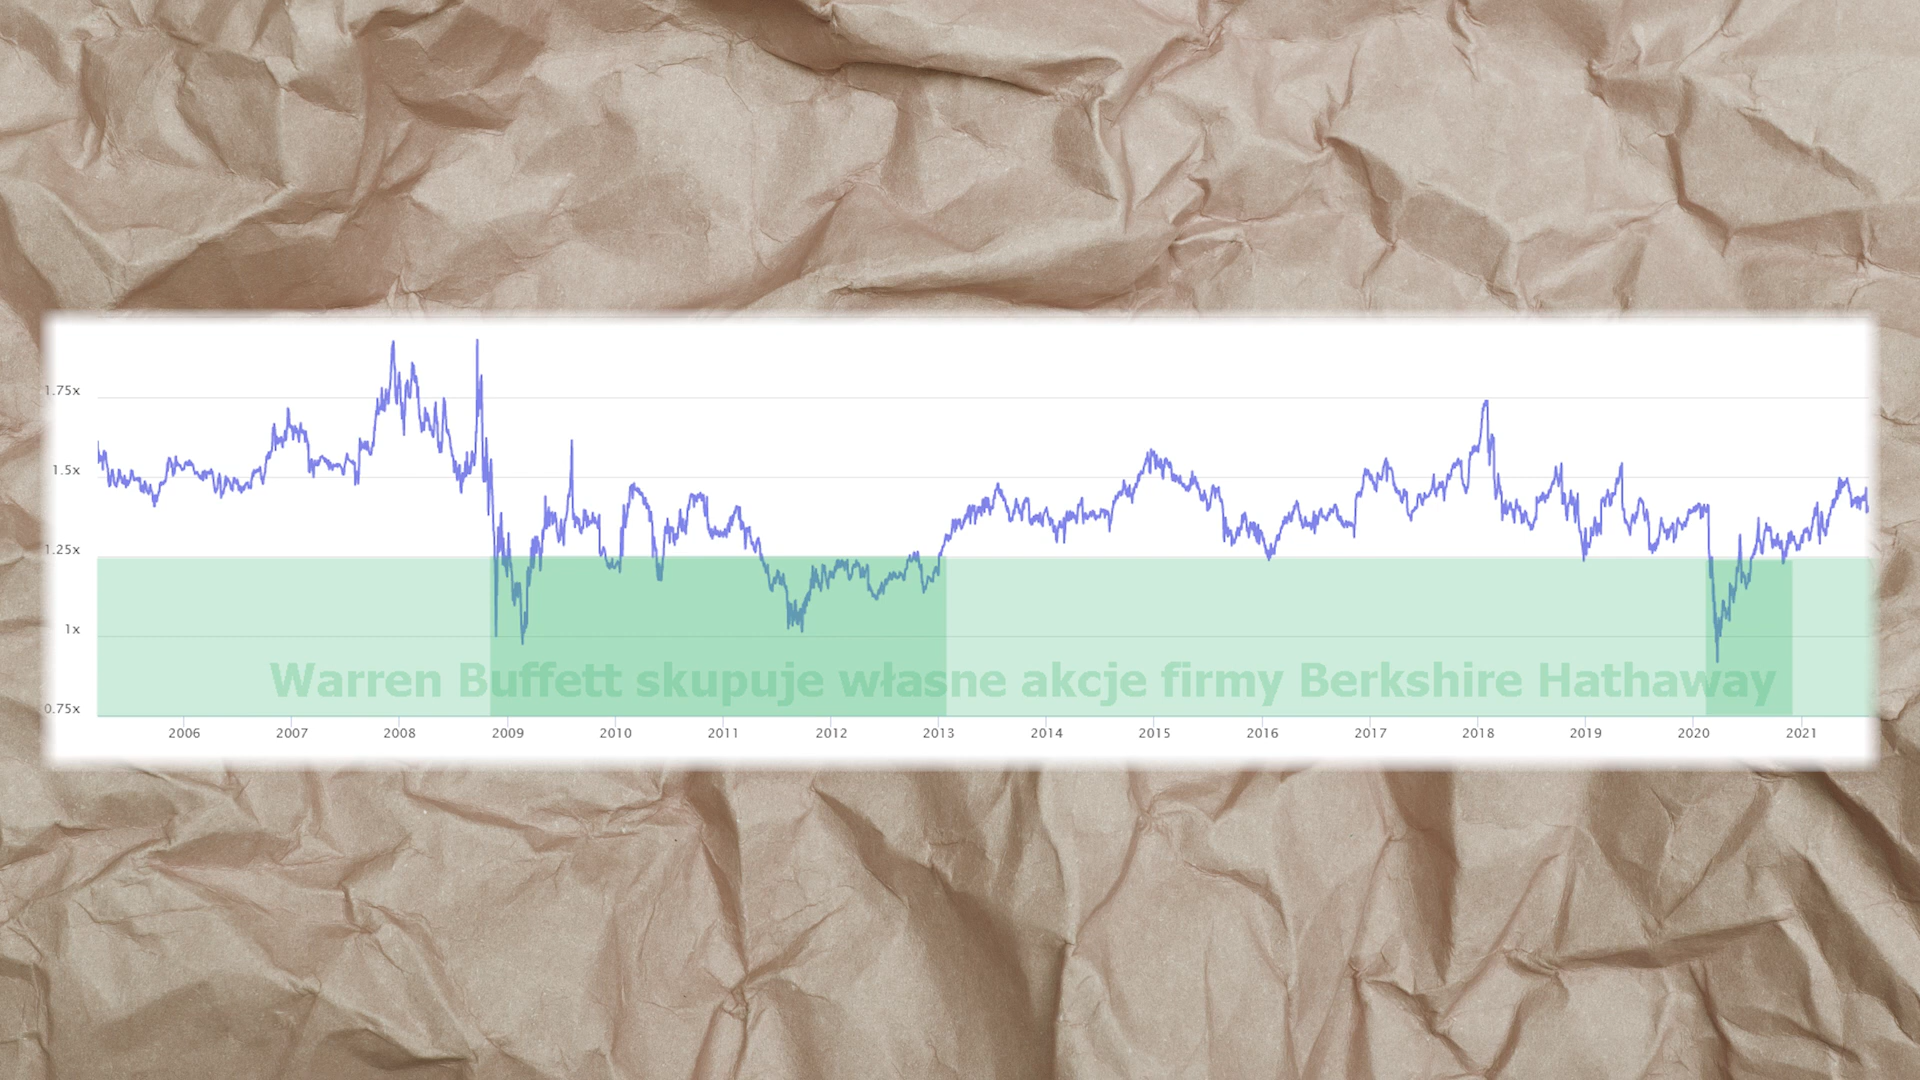 1.75x
1.5x
1.25x
1x
0.75x
Warren Buffett skupuje własne akcje firmy Berkshire Hathaway
2006 2007 2008 2009 2010 2011 2012 2013 2014 2015 2016 2017 2018 2019 2020 2021